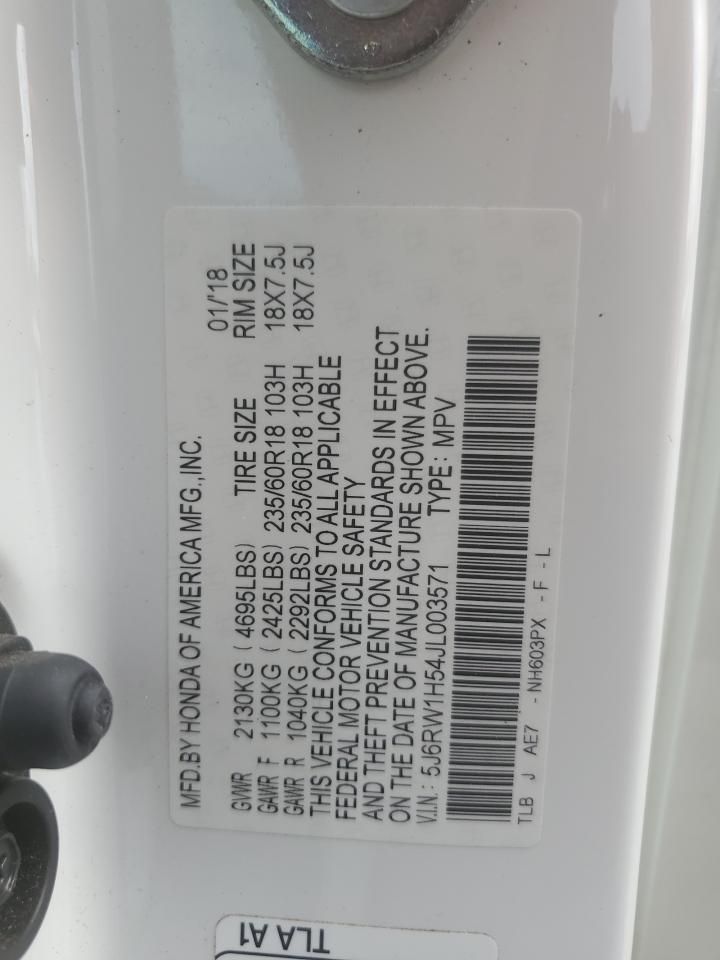 MFD.BY HONDA OF AMERICA MFG.,INC. 01/'18
GVWR 2130KG ( 4695LBS) TIRE SIZE RIM SIZE
GAWR F 1100KG ( 2425LBS) 235/60R18 103H 18X7.5J
GAWR R 1040KG ( 2292LBS) 235/60R18 103H 18X7.5J
THIS VEHICLE CONFORMS TO ALL APPLICABLE
FEDERAL MOTOR VEHICLE SAFETY
AND THEFT PREVENTION STANDARDS IN EFFECT
ON THE DATE OF MANUFACTURE SHOWN ABOVE.
V.I.N.: 5J6RW1H54JL003571 TYPE: MPV
TLB J AE7 - NH603PX - F - L
TLA A1